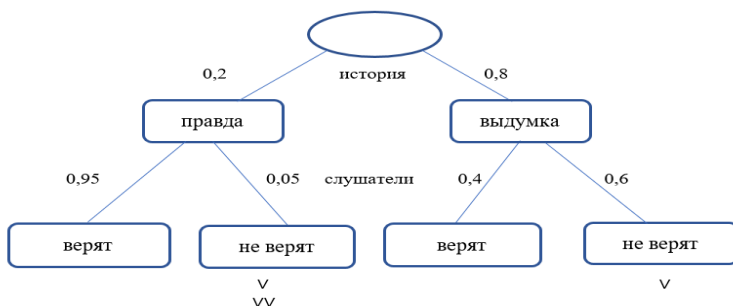 0,2 история 0,8
правда выдумка
0,95 0,05 слушатели 0,4 0,6
верят не верят верят не верят
V V
VV